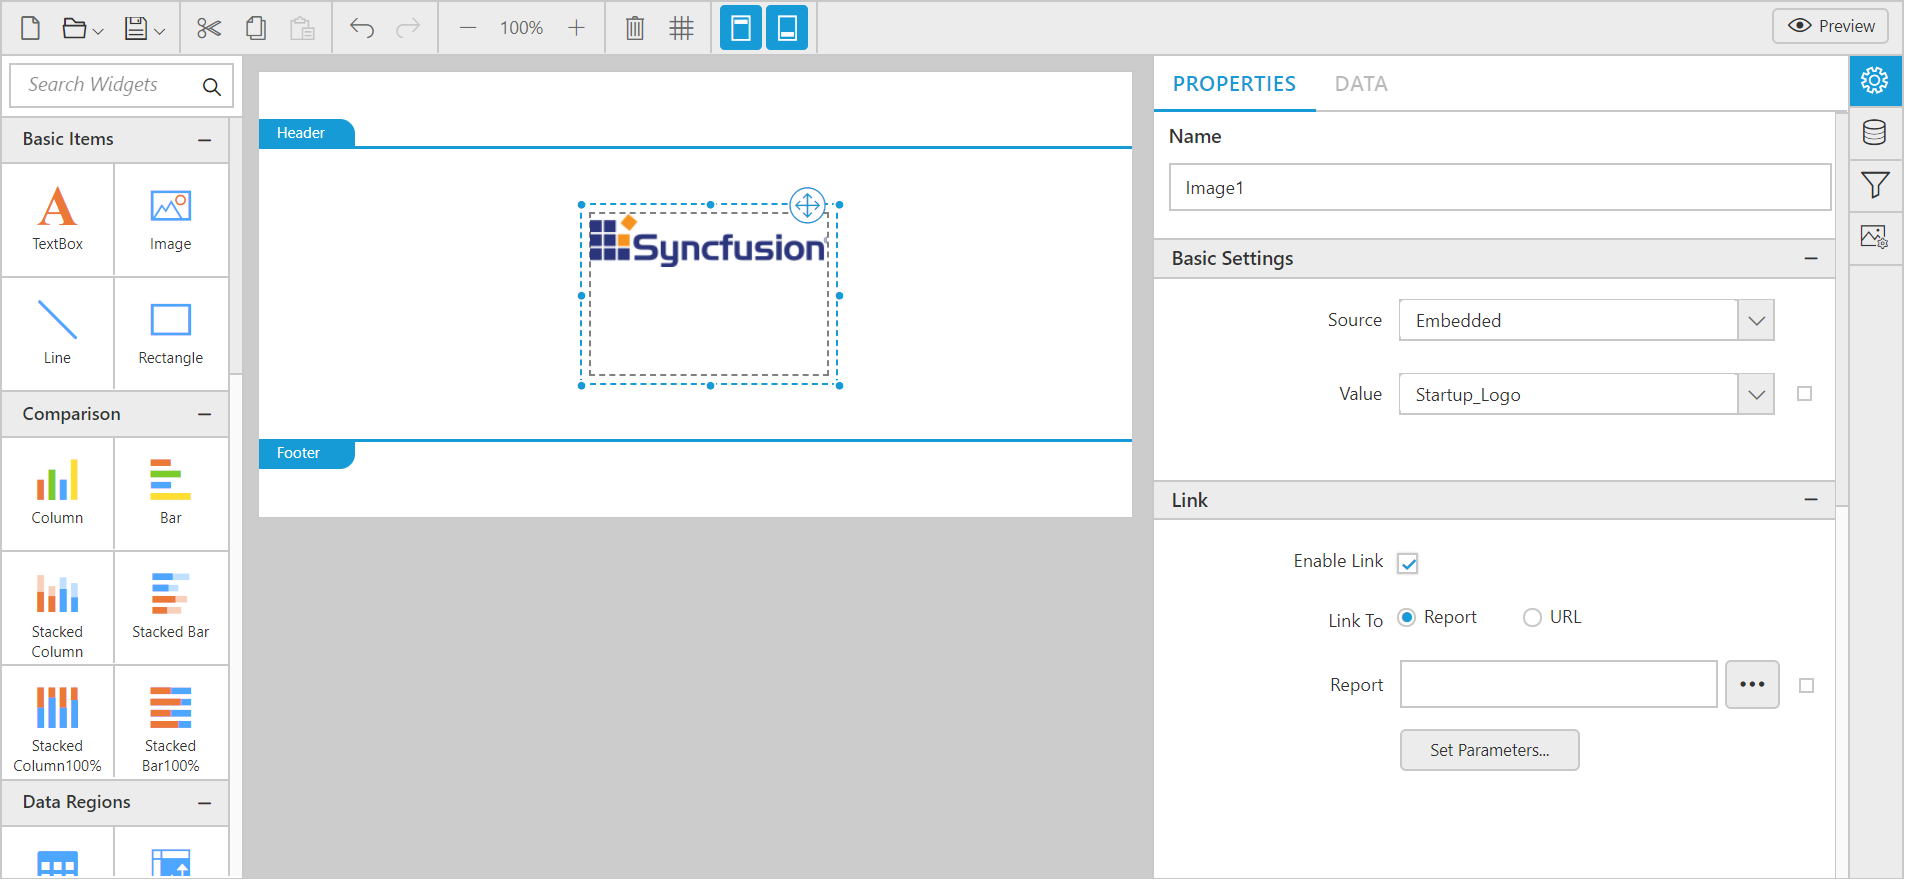 100%
Preview
Search Widgets
Basic Items
TextBox
Image
Line
Rectangle
Comparison
Column
Bar
Stacked
Column
Stacked Bar
Stacked
Column100%
Stacked
Bar100%
Data Regions
Header
Syncfusion
Footer
PROPERTIES
DATA
Name
Image1
Basic Settings
Source
Embedded
Value
Startup_Logo
Link
Enable Link
Link To
Report
URL
Report
Set Parameters...